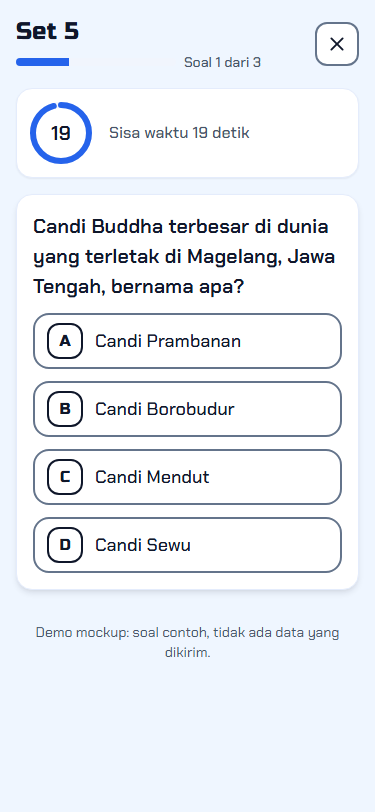 Set 5
Soal 1 dari 3
19
Sisa waktu 19 detik
Candi Buddha terbesar di dunia
yang terletak di Magelang, Jawa
Tengah, bernama apa?
A Candi Prambanan
B Candi Borobudur
C Candi Mendut
D Candi Sewu
Demo mockup: soal contoh, tidak ada data yang
dikirim.